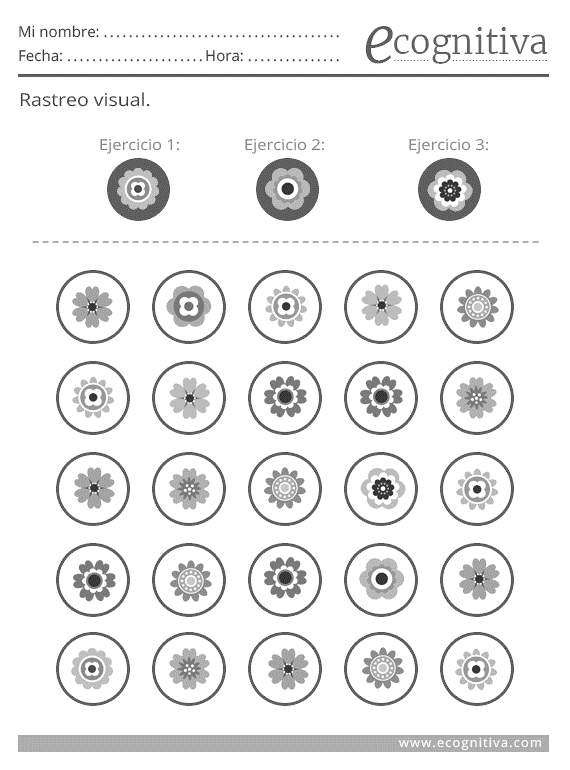 Mi nombre: ....................................
ecognitiva
Fecha: .....................Hora: ..............
Rastreo visual.
Ejercicio 1:
Ejercicio 2:
Ejercicio 3:
www.ecognitiva.com